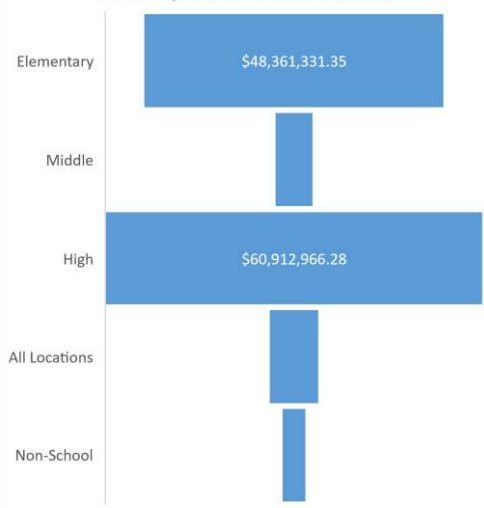 Elementary
$48,361,331.35
Middle
High
$60,912,966.28
All Locations
Non-School